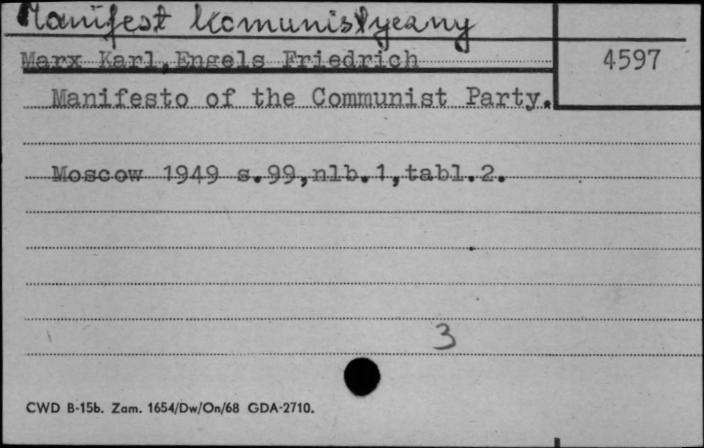 Manifest komunistyczny
Marx Karl,Engels Friedrich
4597
Manifesto of the Communist Party.
Moscow 1949 s.99,nlb.1,tabl.2.
3
CWD B-15b. Zam. 1654/Dw/On/68 GDA-2710.